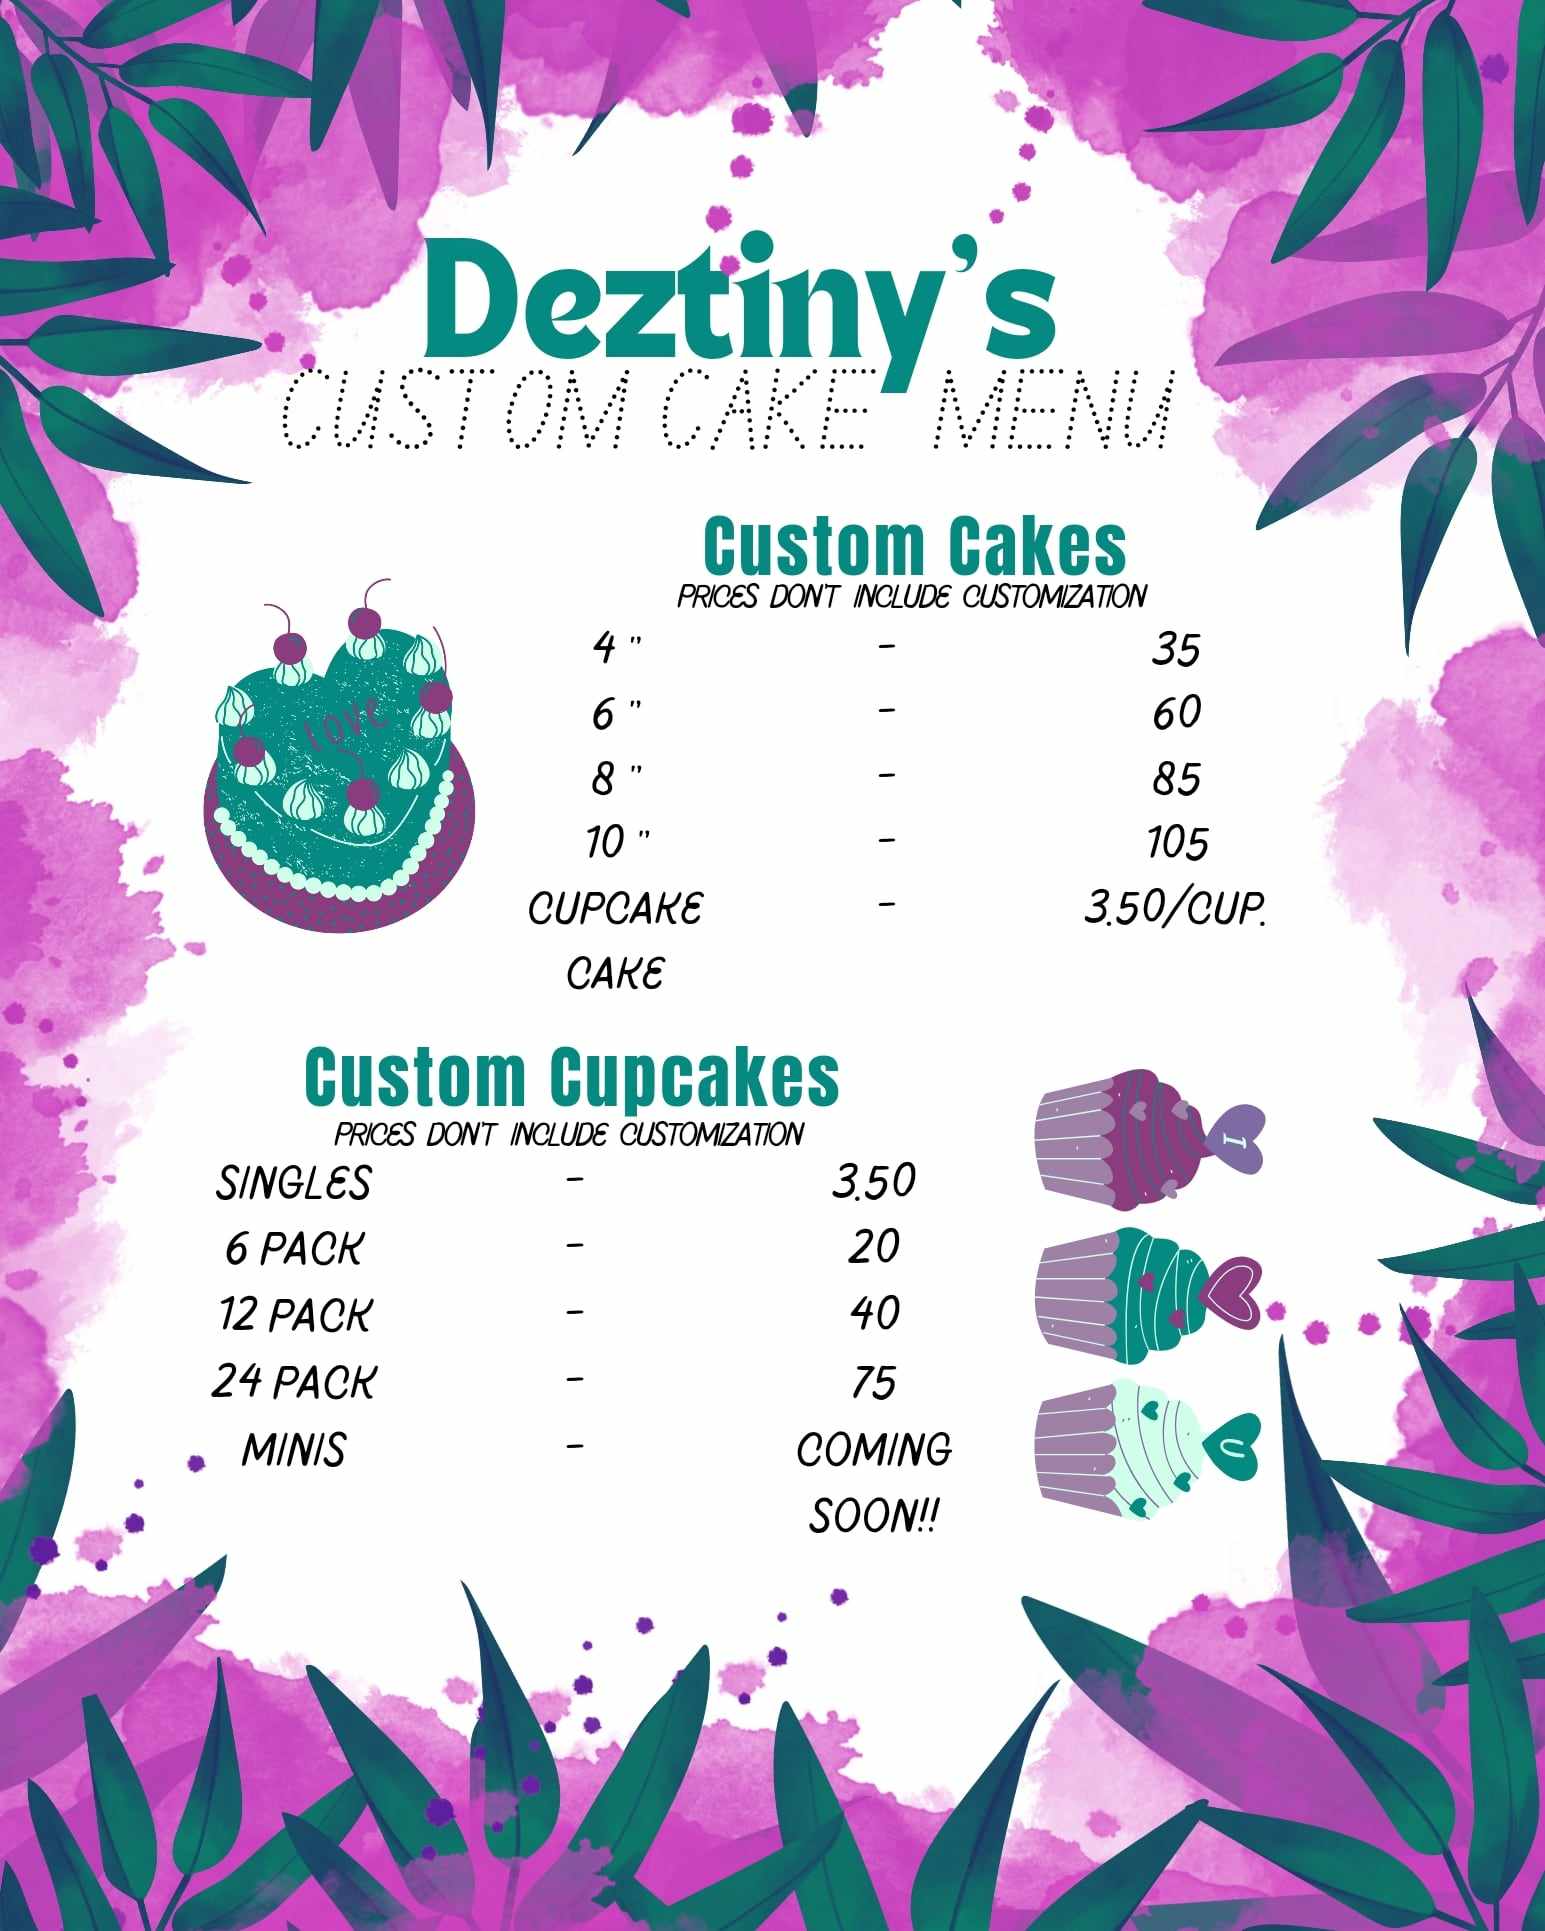 Deztiny's
CUSTOM CAKE MENU
Custom Cakes
PRICES DON'T INCLUDE CUSTOMIZATION
4" - 35
6" - 60
8" - 85
10" - 105
CUPCAKE - 3.50/CUP.
CAKE
love
Custom Cupcakes
PRICES DON'T INCLUDE CUSTOMIZATION
SINGLES - 3.50
6 PACK - 20
12 PACK - 40
24 PACK - 75
MINIS - COMING
SOON!!
I
U